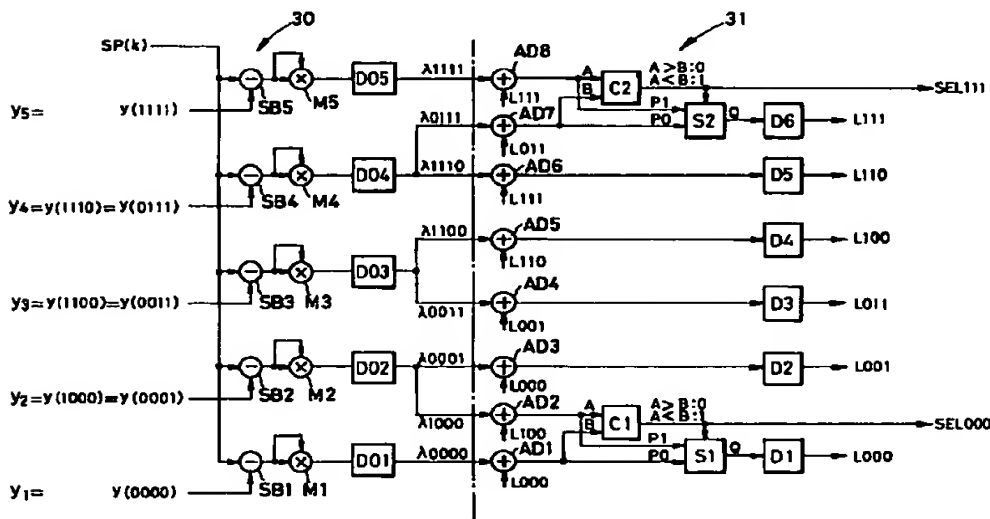 30
31
SP(k)
AD8
A>B:0
A<B:1
λ1111
A
B
C2
SEL111
D05
SB5
M5
L111
y5=
y(1111)
λ0111
AD7
P1
P0
S2
Q
D6
L111
L011
D04
λ1110
AD6
D5
L110
SB4
M4
L111
y4=y(1110)=y(0111)
λ1100
AD5
D4
L100
L110
D03
SB3
M3
y3=y(1100)=y(0011)
AD4
λ0011
D3
L011
L001
λ0001
AD3
D02
D2
L001
SB2
M2
L000
y2=y(1000)=y(0001)
AD2
A
B
C1
A>B:0
A<B:1
SEL000
λ1000
L100
AD1
P1
P0
S1
Q
D1
L000
D01
λ0000
SB1
M1
L000
y1=
y(0000)